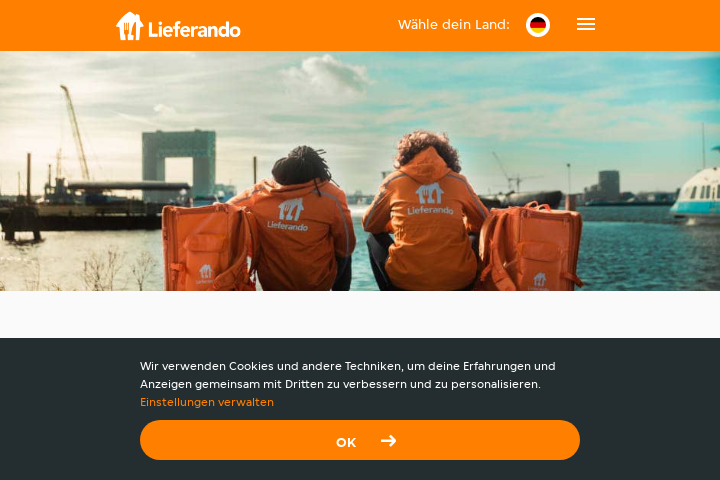 Lieferando
Wähle dein Land:
Lieferando
Lieferando
Wir verwenden Cookies und andere Techniken, um deine Erfahrungen und
Anzeigen gemeinsam mit Dritten zu verbessern und zu personalisieren.
Einstellungen verwalten
OK